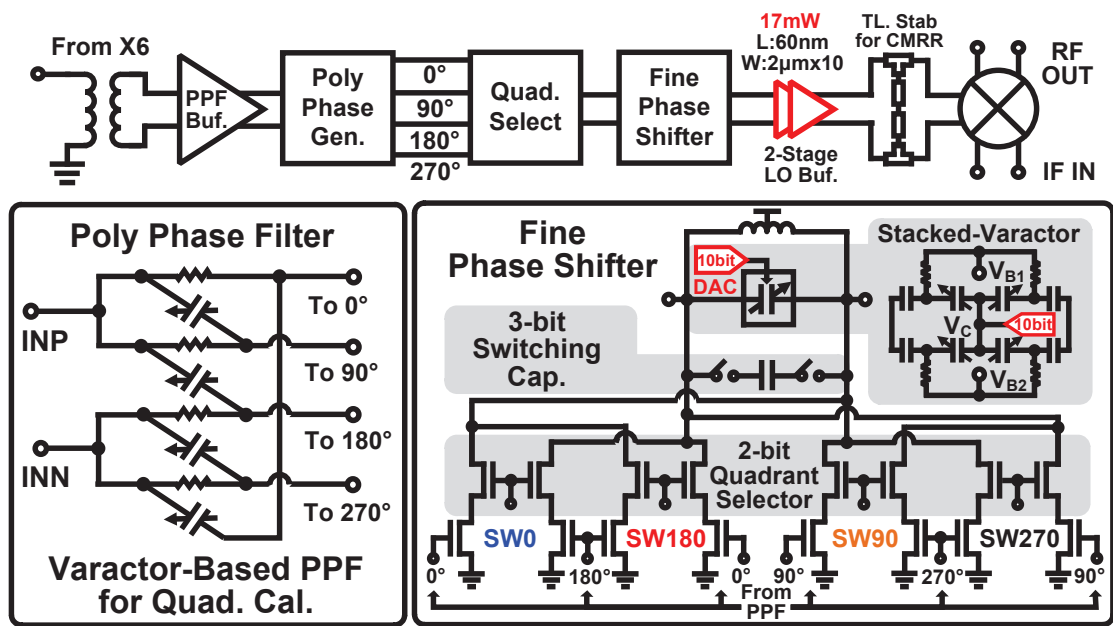 From X6
PPF
Buf.
Poly
Phase
Gen.
0°
90°
180°
270°
Quad.
Select
Fine
Phase
Shifter
17mW
L:60nm
W:2µmx10
2-Stage
LO Buf.
TL. Stab
for CMRR
RF
OUT
IF IN
Poly Phase Filter
INP
INN
To 0°
To 90°
To 180°
To 270°
Varactor-Based PPF
for Quad. Cal.
Fine
Phase Shifter
10bit
DAC
3-bit
Switching
Cap.
Stacked-Varactor
VB1
VC
10bit
VB2
2-bit
Quadrant
Selector
SW0
SW180
SW90
SW270
0°
180°
0°
90°
270°
90°
From
PPF